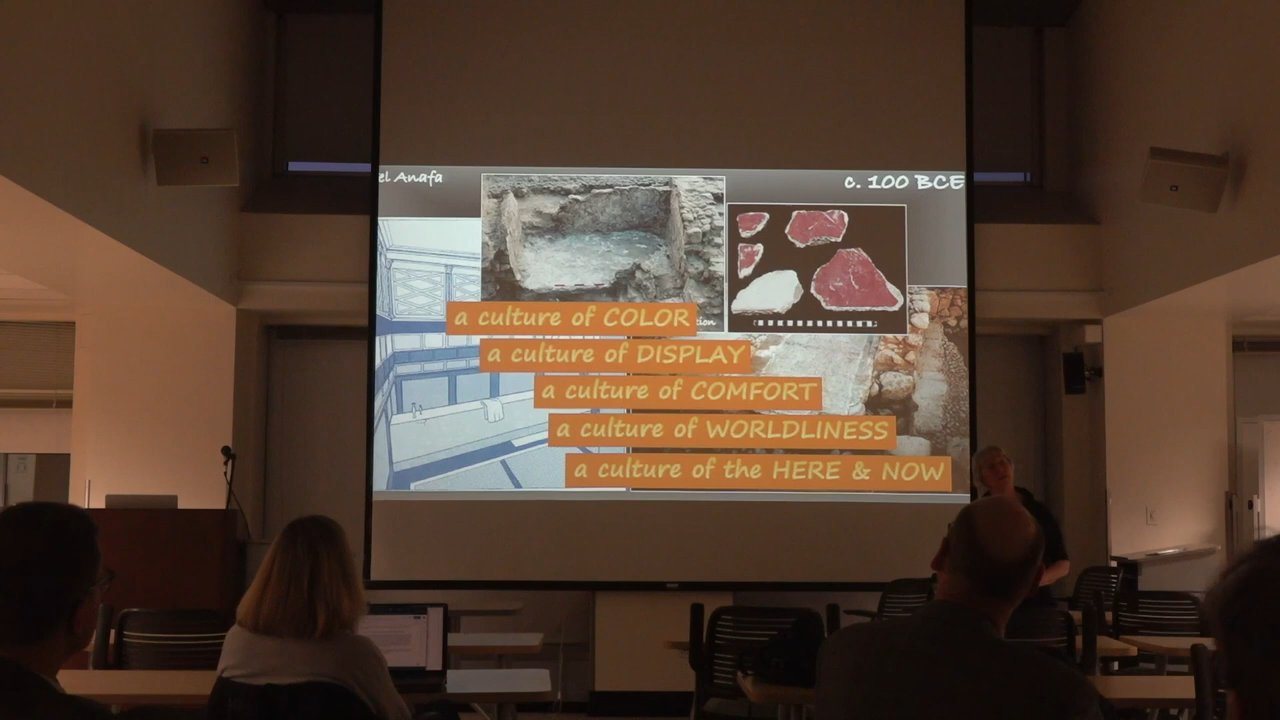 el Anafa
c. 100 BCE
a culture of COLOR
tion
a culture of DISPLAY
a culture of COMFORT
a culture of WORLDLINESS
a culture of the HERE & NOW